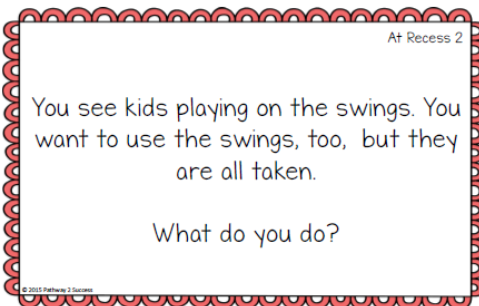 At Recess 2
You see kids playing on the swings. You
want to use the swings, too, but they
are all taken.
What do you do?
© 2015 Pathway 2 Success